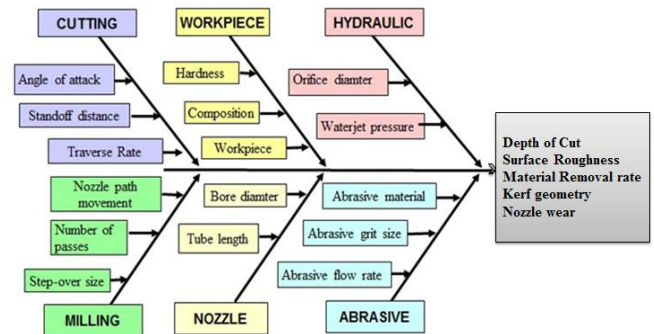 CUTTING
WORKPIECE
HYDRAULIC
Angle of attack
Standoff distance
Traverse Rate
Hardness
Composition
Workpiece
Orifice diamter
Waterjet pressure
Depth of Cut
Surface Roughness
Material Removal rate
Kerf geometry
Nozzle wear
Nozzle path
movement
Number of
passes
Step-over size
Bore diamter
Tube length
Abrasive material
Abrasive grit size
Abrasive flow rate
MILLING
NOZZLE
ABRASIVE